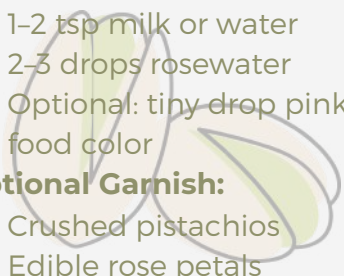 1–2 tsp milk or water
2–3 drops rosewater
Optional: tiny drop pink
food color
tional Garnish:
Crushed pistachios
Edible rose petals